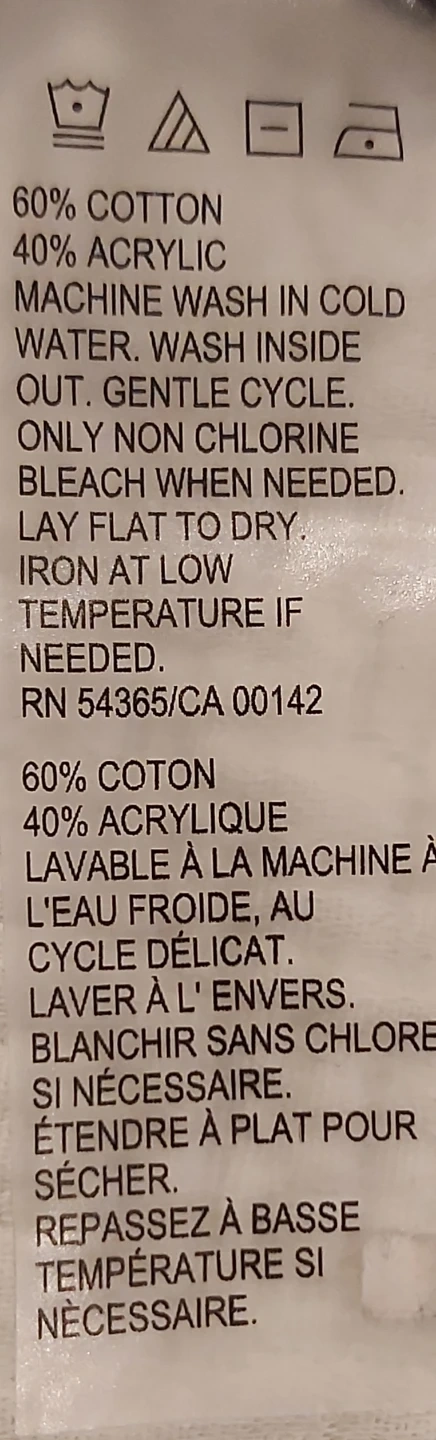 60% COTTON
40% ACRYLIC
MACHINE WASH IN COLD
WATER. WASH INSIDE
OUT. GENTLE CYCLE.
ONLY NON CHLORINE
BLEACH WHEN NEEDED.
LAY FLAT TO DRY.
IRON AT LOW
TEMPERATURE IF
NEEDED.
RN 54365/CA 00142
60% COTON
40% ACRYLIQUE
LAVABLE À LA MACHINE À
L'EAU FROIDE, AU
CYCLE DÉLICAT.
LAVER À L' ENVERS.
BLANCHIR SANS CHLORE
SI NÉCESSAIRE.
ÉTENDRE À PLAT POUR
SÉCHER.
REPASSEZ À BASSE
TEMPÉRATURE SI
NÈCESSAIRE.